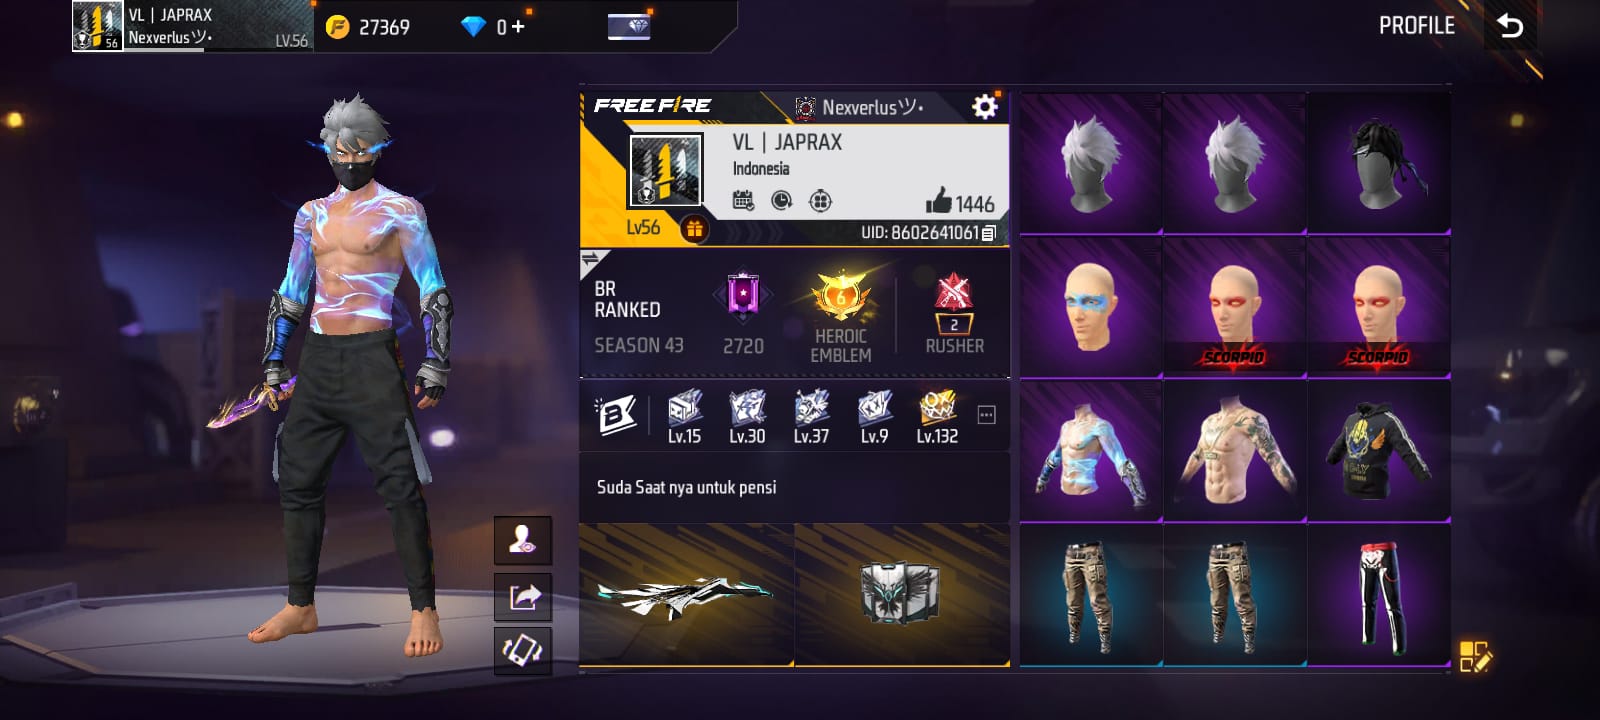 VL | JAPRAX
Nexverlusツ•
56
LV.56
27369
0 +
PROFILE
FREE FIRE
Nexverlusツ•
VL | JAPRAX
Indonesia
1446
Lv56
UID: 8602641061
BR
RANKED
SEASON 43
2720
6
HEROIC
EMBLEM
2
RUSHER
B
Lv.15
Lv.30
Lv.37
Lv.9
Lv.132
Suda Saat nya untuk pensi
SCORPIO
SCORPIO